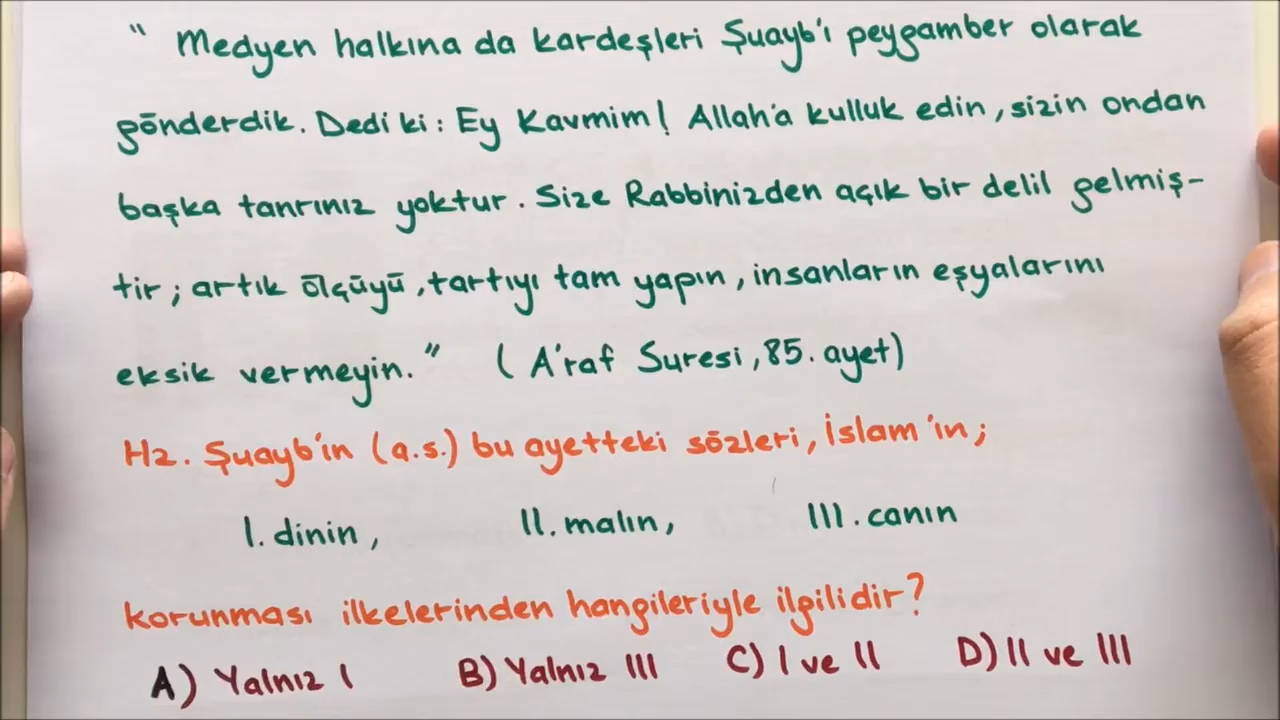 " Medyen halkına da kardeşleri Şuayb'ı peygamber olarak
gönderdik. Dedi ki: Ey Kavmim! Allah'a kulluk edin, sizin ondan
başka tanrınız yoktur. Size Rabbinizden açık bir delil gelmiş-
tir; artık ölçüyü, tartıyı tam yapın, insanların eşyalarını
eksik vermeyin." (A'raf Suresi, 85. ayet)
Hz. Şuayb'ın (a.s.) bu ayetteki sözleri, İslam'ın;
I. dinin, II. malın, III. canın
korunması ilkelerinden hangileriyle ilgilidir?
A) Yalnız I B) Yalnız III C) I ve II D) II ve III